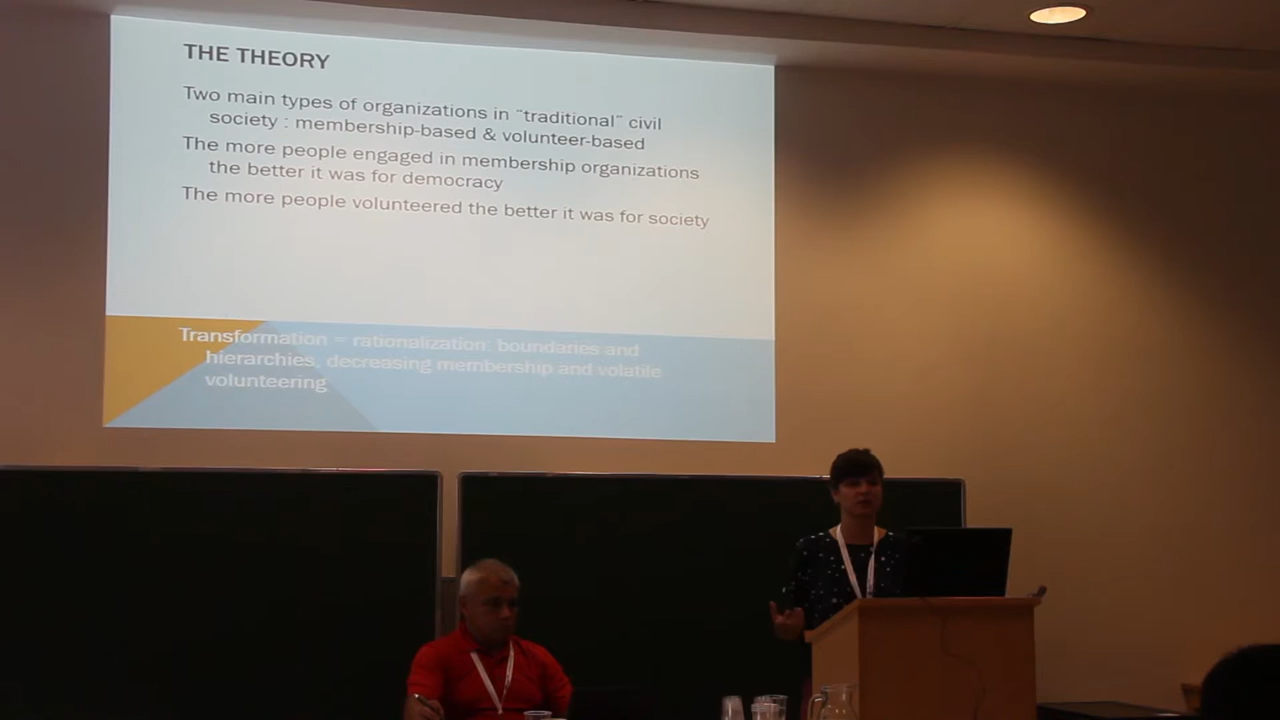 THE THEORY
Two main types of organizations in ¨traditional¨ civil
society : membership-based & volunteer-based
The more people engaged in membership organizations
the better it was for democracy
The more people volunteered the better it was for society
Transformation = rationalization: boundaries and
hierarchies, decreasing membership and volatile
volunteering